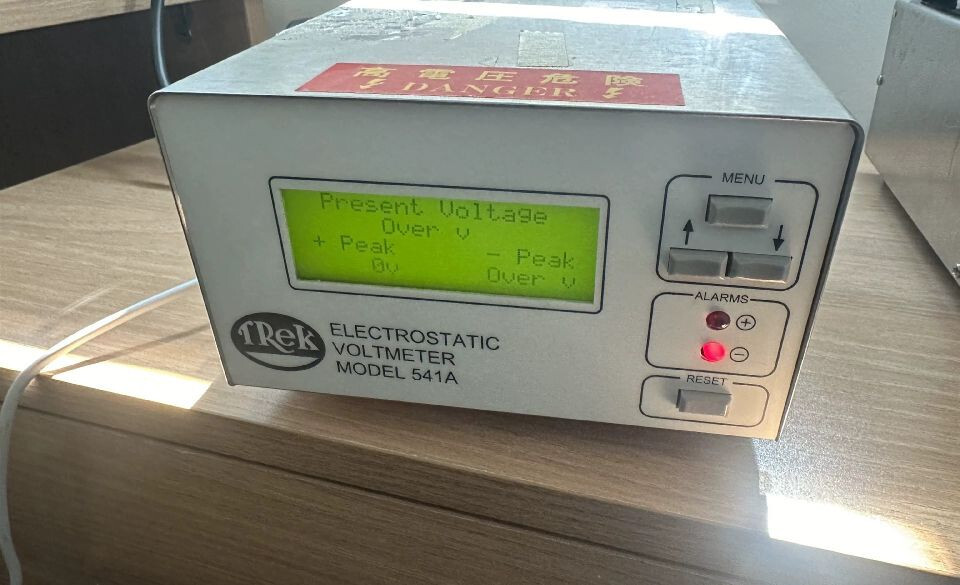 高電圧危険
DANGER
Present Voltage
Over v
+ Peak - Peak
0v Over v
TRek
ELECTROSTATIC
VOLTMETER
MODEL 541A
MENU
ALARMS
+
-
RESET